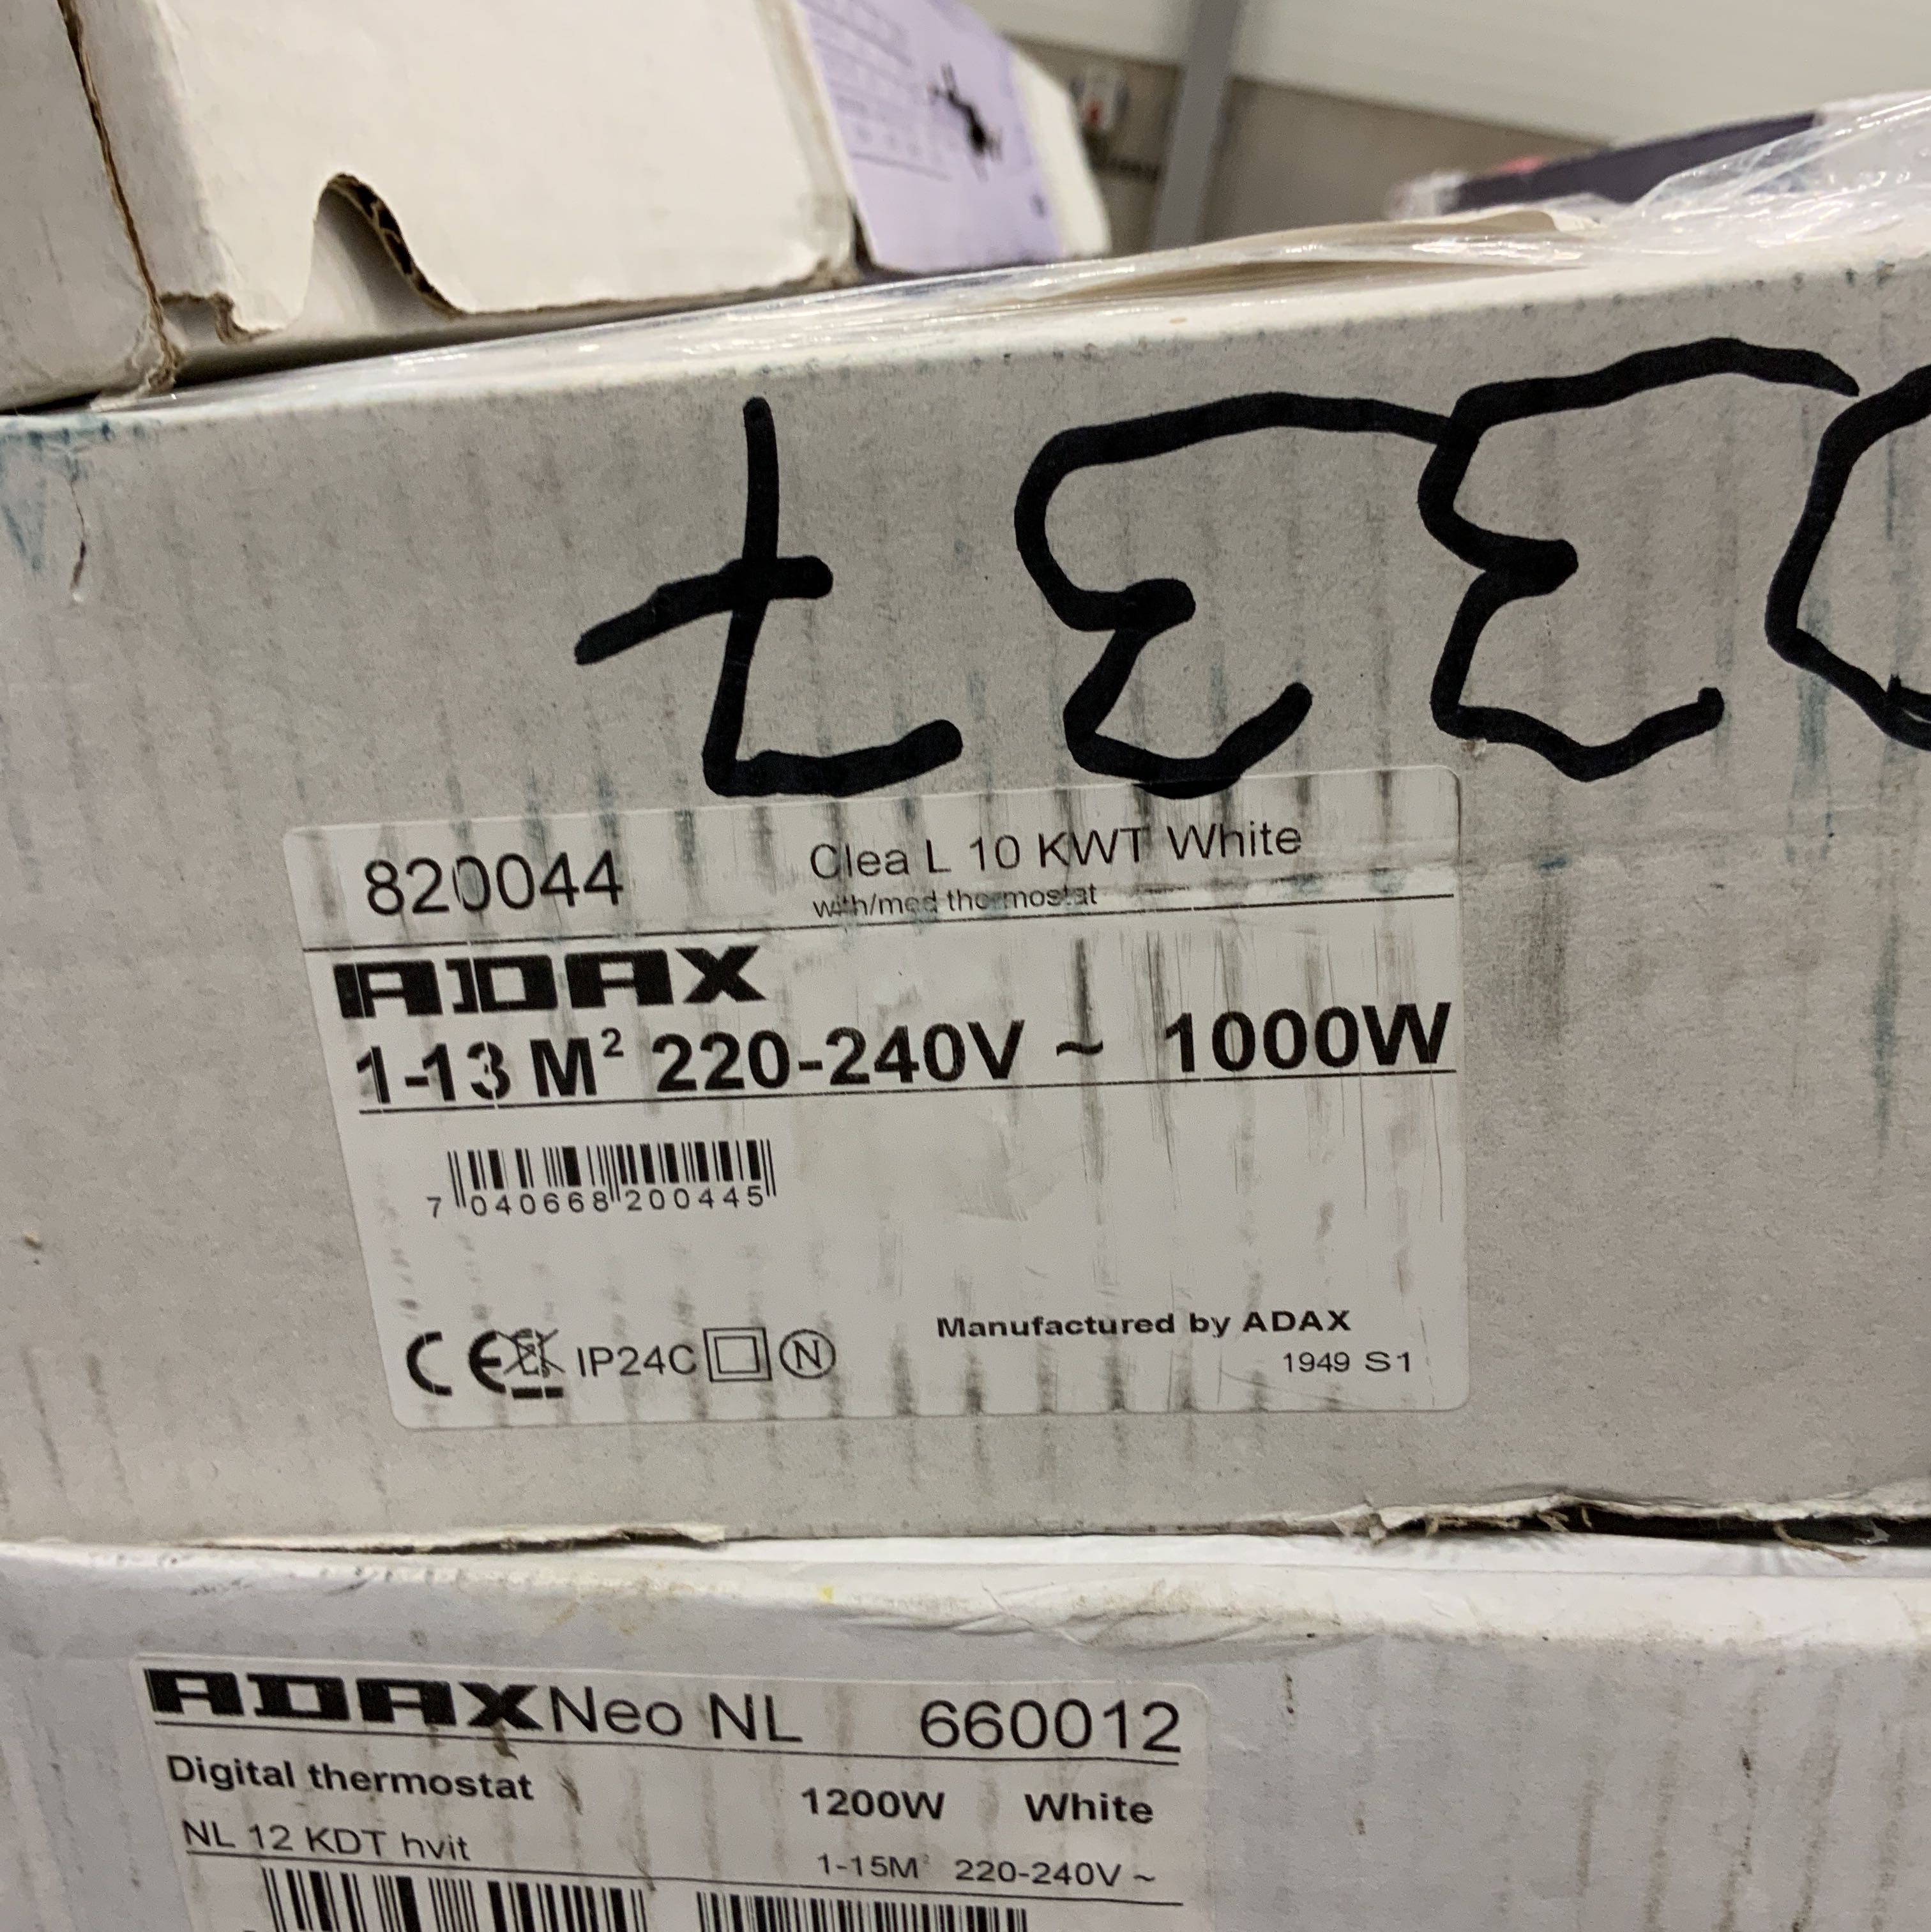 337
820044 Clea L 10 KWT White
with/med thermostat
ADAX
1-13 M² 220-240V ~ 1000W
7 040668 200445
CE IP24C N
Manufactured by ADAX
1949 S1
ADAX Neo NL 660012
Digital thermostat 1200W White
NL 12 KDT hvit 1-15M² 220-240V ~